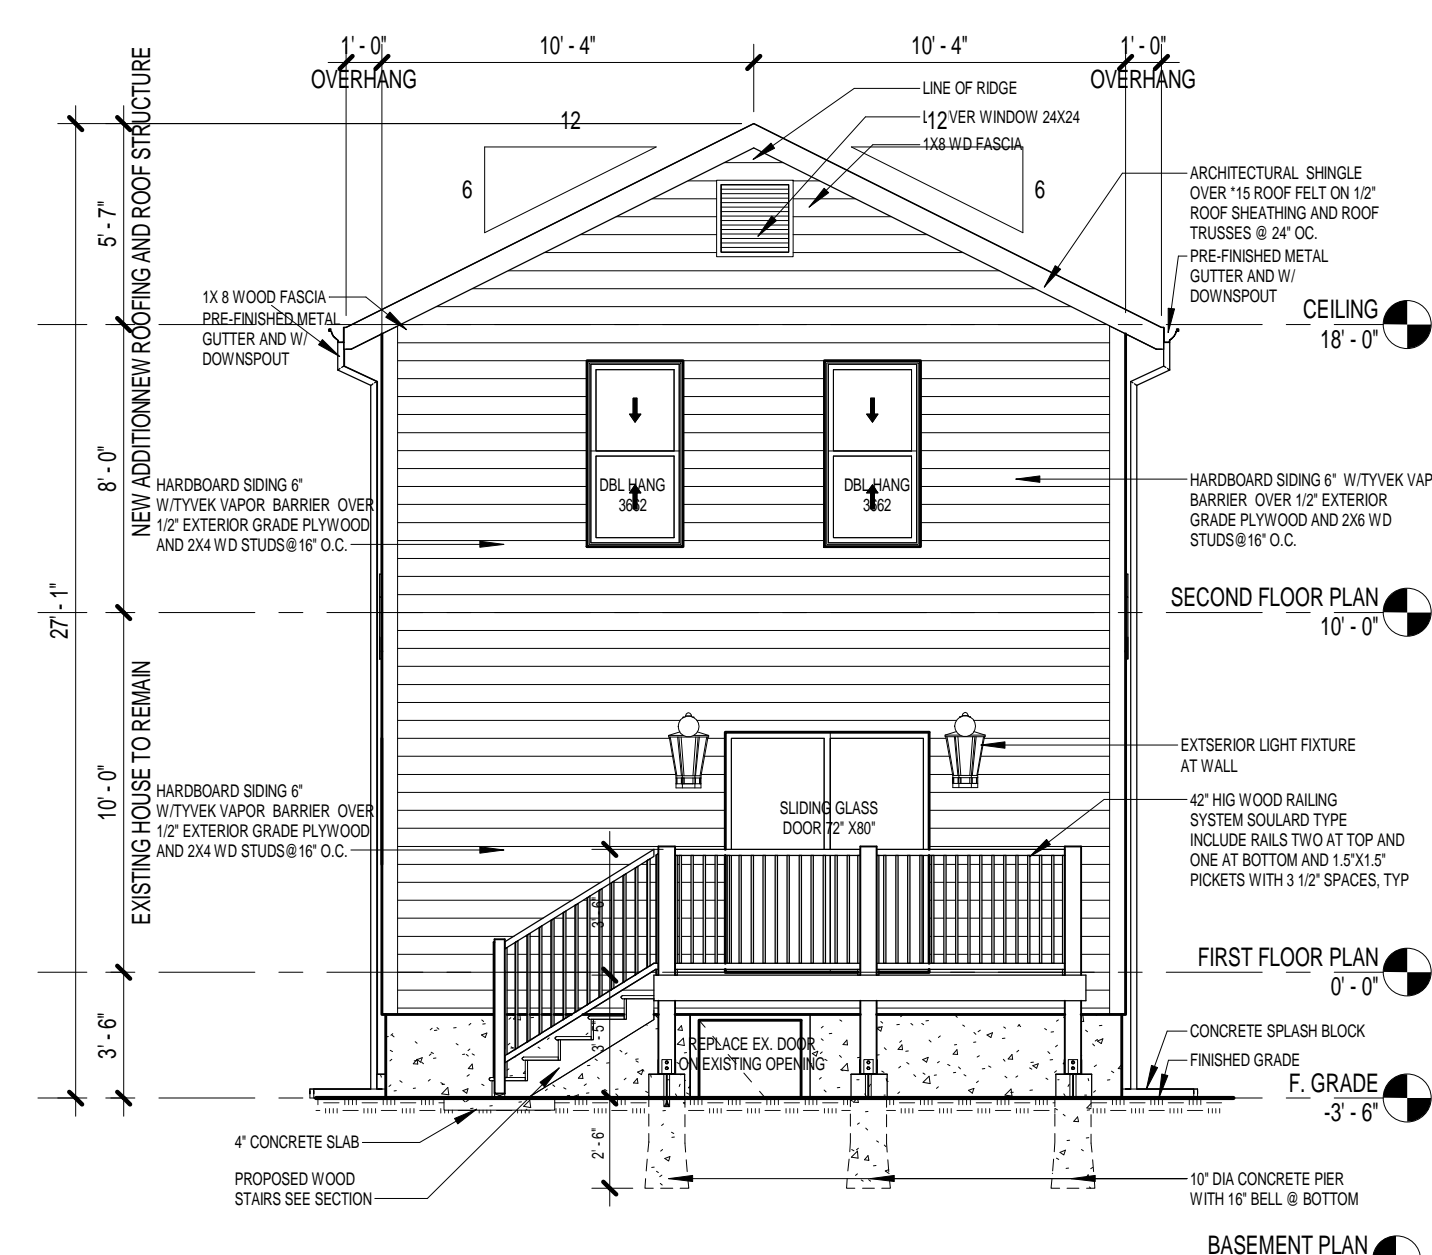 1' - 0"
10' - 4"
10' - 4"
1' - 0"
OVERHANG
OVERHANG
LINE OF RIDGE
VER WINDOW 24X24
1X8 WD FASCIA
12
12
6
6
ARCHITECTURAL SHINGLE
OVER *15 ROOF FELT ON 1/2"
ROOF SHEATHING AND ROOF
TRUSSES @ 24" OC.
PRE-FINISHED METAL
GUTTER AND W/
DOWNSPOUT
1X 8 WOOD FASCIA
PRE-FINISHED METAL
GUTTER AND W/
DOWNSPOUT
CEILING
18' - 0"
5' - 7"
NEW ROOFING AND ROOF STRUCTURE
8' - 0"
NEW ADDITION
27' - 1"
10' - 0"
EXISTING HOUSE TO REMAIN
3' - 6"
HARDBOARD SIDING 6"
W/TYVEK VAPOR BARRIER OVER
1/2" EXTERIOR GRADE PLYWOOD
AND 2X4 WD STUDS@16" O.C.
DBL HANG
3662
DBL HANG
3662
HARDBOARD SIDING 6" W/TYVEK VAP
BARRIER OVER 1/2" EXTERIOR
GRADE PLYWOOD AND 2X6 WD
STUDS@16" O.C.
SECOND FLOOR PLAN
10' - 0"
EXTSERIOR LIGHT FIXTURE
AT WALL
HARDBOARD SIDING 6"
W/TYVEK VAPOR BARRIER OVER
1/2" EXTERIOR GRADE PLYWOOD
AND 2X4 WD STUDS@16" O.C.
SLIDING GLASS
DOOR 72" X80"
42" HIG WOOD RAILING
SYSTEM SOULARD TYPE
INCLUDE RAILS TWO AT TOP AND
ONE AT BOTTOM AND 1.5"X1.5"
PICKETS WITH 3 1/2" SPACES, TYP
3' - 6"
FIRST FLOOR PLAN
0' - 0"
3' - 5"
REPLACE EX. DOOR
ON EXISTING OPENING
CONCRETE SPLASH BLOCK
FINISHED GRADE
F. GRADE
-3' - 6"
2' - 6"
4" CONCRETE SLAB
PROPOSED WOOD
STAIRS SEE SECTION
10" DIA CONCRETE PIER
WITH 16" BELL @ BOTTOM
BASEMENT PLAN